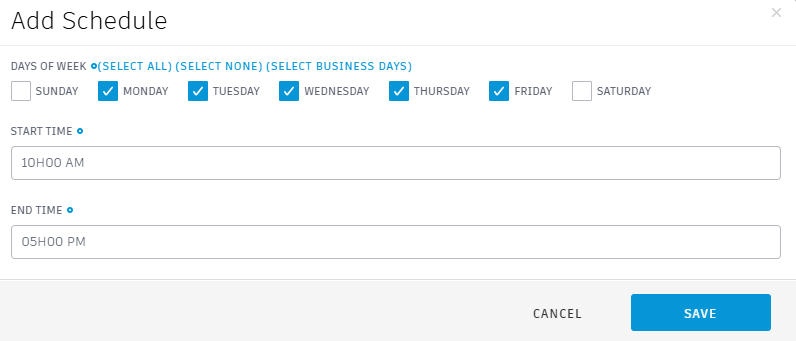 Add Schedule
DAYS OF WEEK (SELECT ALL) (SELECT NONE) (SELECT BUSINESS DAYS)
SUNDAY MONDAY TUESDAY WEDNESDAY THURSDAY FRIDAY SATURDAY
START TIME
10H00 AM
END TIME
05H00 PM
CANCEL SAVE